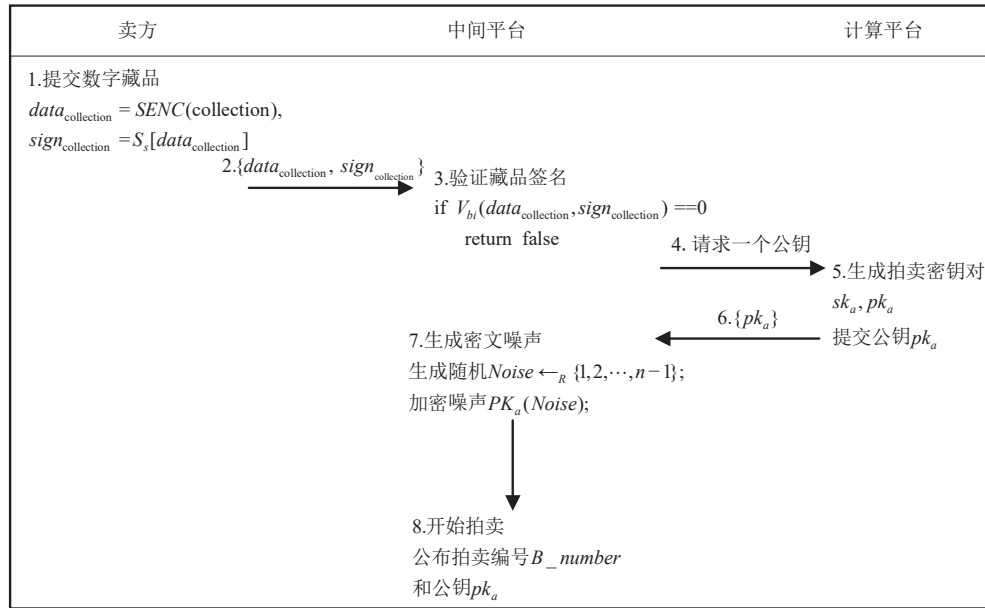 卖方 中间平台 计算平台
1.提交数字藏品
data_collection = SENC(collection),
sign_collection = S_s[data_collection]
2.{data_collection, sign_collection}
3.验证藏品签名
if V_bi(data_collection,sign_collection) ==0
return false
4. 请求一个公钥
5.生成拍卖密钥对
sk_a, pk_a
提交公钥pk_a
6.{pk_a}
7.生成密文噪声
生成随机Noise ←_R {1,2,⋯,n−1};
加密噪声PK_a(Noise);
8.开始拍卖
公布拍卖编号B_number
和公钥pk_a